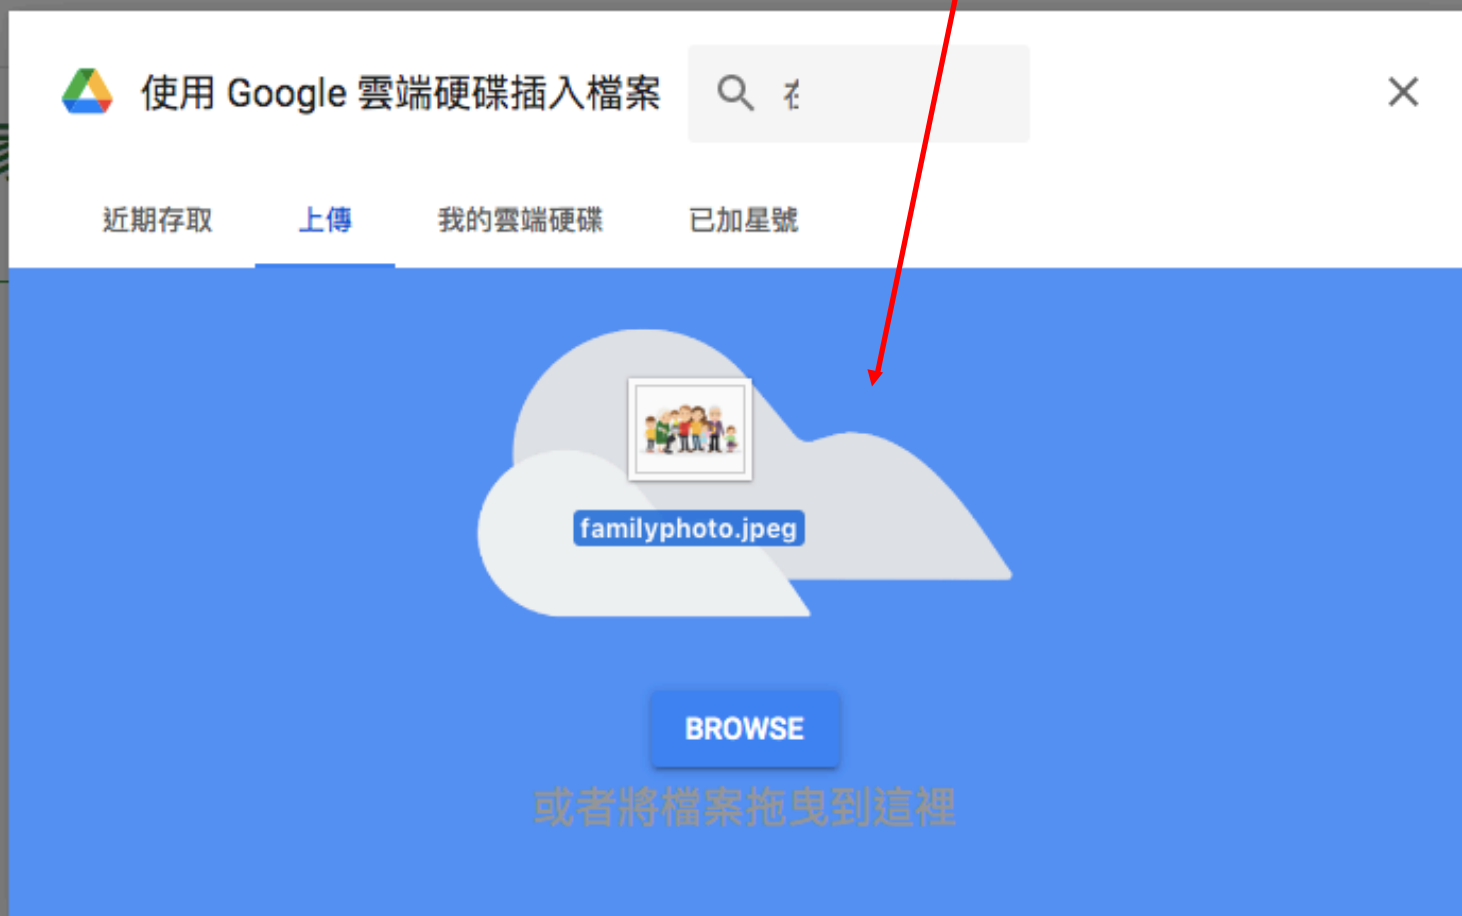 使用 Google 雲端硬碟插入檔案
近期存取 上傳 我的雲端硬碟 已加星號
familyphoto.jpeg
BROWSE
或者將檔案拖曳到這裡